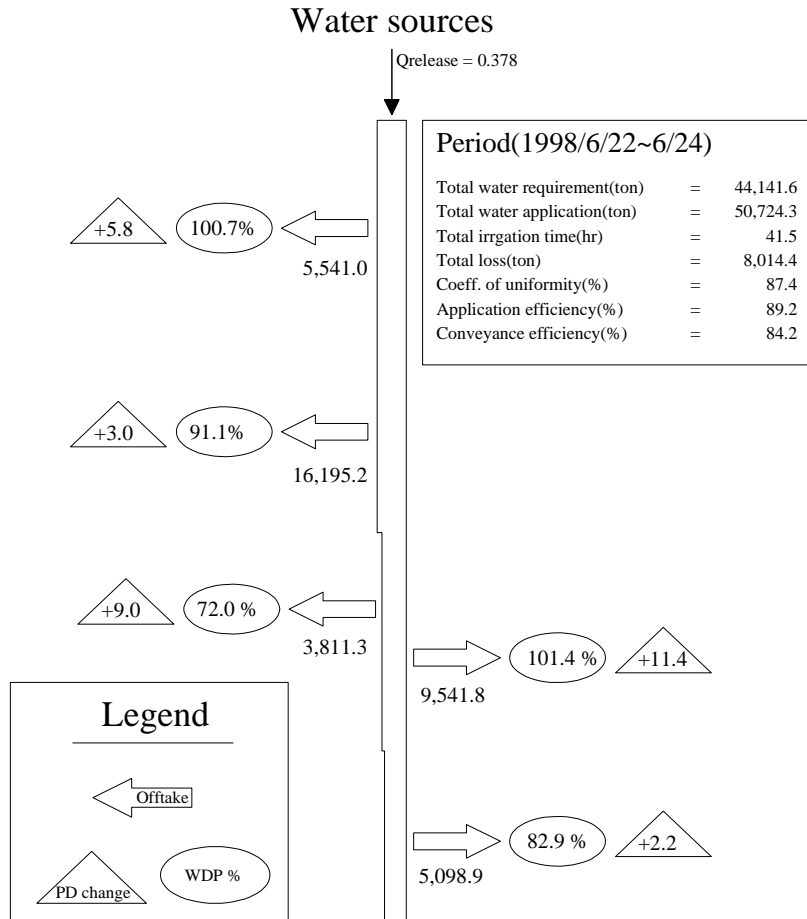 Water sources
Qrelease = 0.378
Period(1998/6/22~6/24)
Total water requirement(ton) = 44,141.6
Total water application(ton) = 50,724.3
Total irrgation time(hr) = 41.5
Total loss(ton) = 8,014.4
Coeff. of uniformity(%) = 87.4
Application efficiency(%) = 89.2
Conveyance efficiency(%) = 84.2
+5.8 100.7%
5,541.0
+3.0 91.1%
16,195.2
+9.0 72.0 %
3,811.3
101.4 % +11.4
9,541.8
82.9 % +2.2
5,098.9
Legend
Offtake
PD change
WDP %